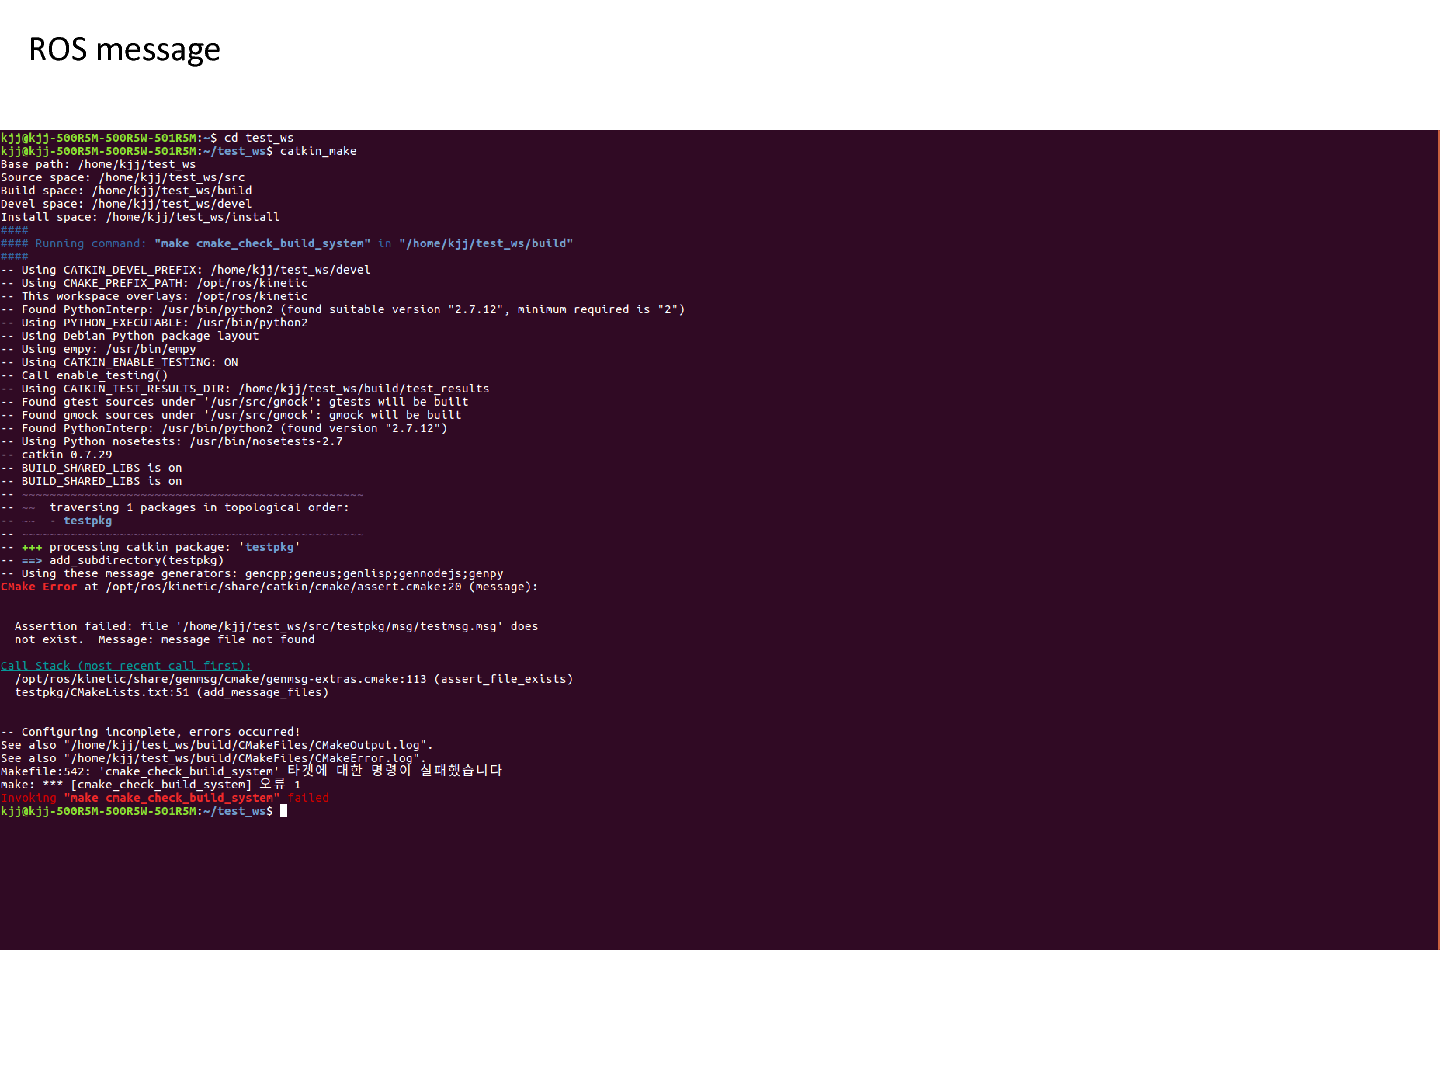 ROS message
kjj@kjj-500R5M-500R5W-501R5M:~$ cd test_ws
kjj@kjj-500R5M-500R5W-501R5M:~/test_ws$ catkin_make
Base path: /home/kjj/test_ws
Source space: /home/kjj/test_ws/src
Build space: /home/kjj/test_ws/build
Devel space: /home/kjj/test_ws/devel
Install space: /home/kjj/test_ws/install
####
#### Running command: "make cmake_check_build_system" in "/home/kjj/test_ws/build"
####
-- Using CATKIN_DEVEL_PREFIX: /home/kjj/test_ws/devel
-- Using CMAKE_PREFIX_PATH: /opt/ros/kinetic
-- This workspace overlays: /opt/ros/kinetic
-- Found PythonInterp: /usr/bin/python2 (found suitable version "2.7.12", minimum required is "2")
-- Using PYTHON_EXECUTABLE: /usr/bin/python2
-- Using Debian Python package layout
-- Using empy: /usr/bin/empy
-- Using CATKIN_ENABLE_TESTING: ON
-- Call enable_testing()
-- Using CATKIN_TEST_RESULTS_DIR: /home/kjj/test_ws/build/test_results
-- Found gtest sources under '/usr/src/gmock': gtests will be built
-- Found gmock sources under '/usr/src/gmock': gmock will be built
-- Found PythonInterp: /usr/bin/python2 (found version "2.7.12")
-- Using Python nosetests: /usr/bin/nosetests-2.7
-- catkin 0.7.29
-- BUILD_SHARED_LIBS is on
-- BUILD_SHARED_LIBS is on
-- ~~~~~~~~~~~~~~~~~~~~~~~~~~~~~~~~~~~~~~~~~~~~~~~~~
-- ~~  traversing 1 packages in topological order:
-- ~~  - testpkg
-- ~~~~~~~~~~~~~~~~~~~~~~~~~~~~~~~~~~~~~~~~~~~~~~~~~
-- +++ processing catkin package: 'testpkg'
-- ==> add_subdirectory(testpkg)
-- Using these message generators: gencpp;geneus;genlisp;gennodejs;genpy
CMake Error at /opt/ros/kinetic/share/catkin/cmake/assert.cmake:20 (message):
Assertion failed: file '/home/kjj/test_ws/src/testpkg/msg/testmsg.msg' does
not exist.  Message: message file not found
Call Stack (most recent call first):
/opt/ros/kinetic/share/genmsg/cmake/genmsg-extras.cmake:113 (assert_file_exists)
testpkg/CMakeLists.txt:51 (add_message_files)
-- Configuring incomplete, errors occurred!
See also "/home/kjj/test_ws/build/CMakeFiles/CMakeOutput.log".
See also "/home/kjj/test_ws/build/CMakeFiles/CMakeError.log".
Makefile:542: 'cmake_check_build_system' 타겟에 대한 명령이 실패했습니다
make: *** [cmake_check_build_system] 오류 1
Invoking "make cmake_check_build_system" failed
kjj@kjj-500R5M-500R5W-501R5M:~/test_ws$